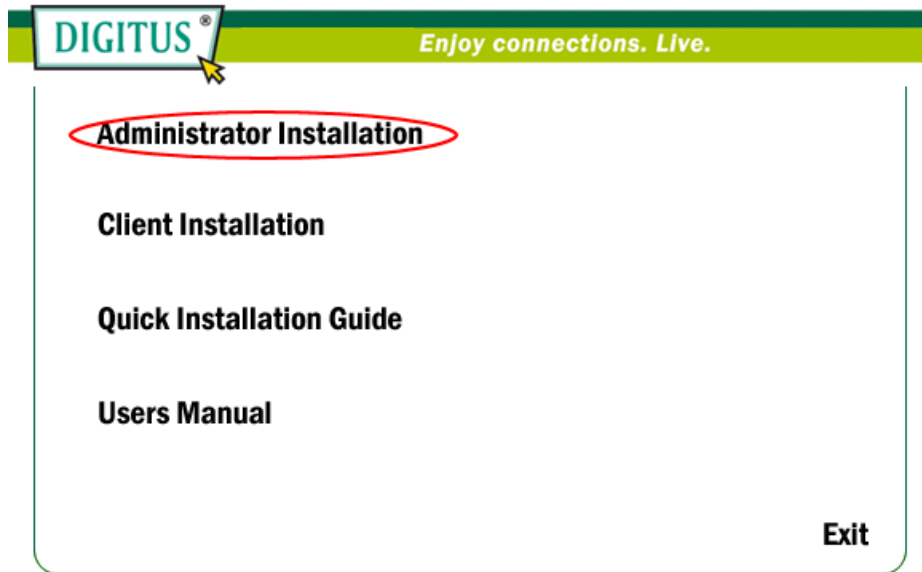 DIGITUS®
Enjoy connections. Live.
Administrator Installation
Client Installation
Quick Installation Guide
Users Manual
Exit